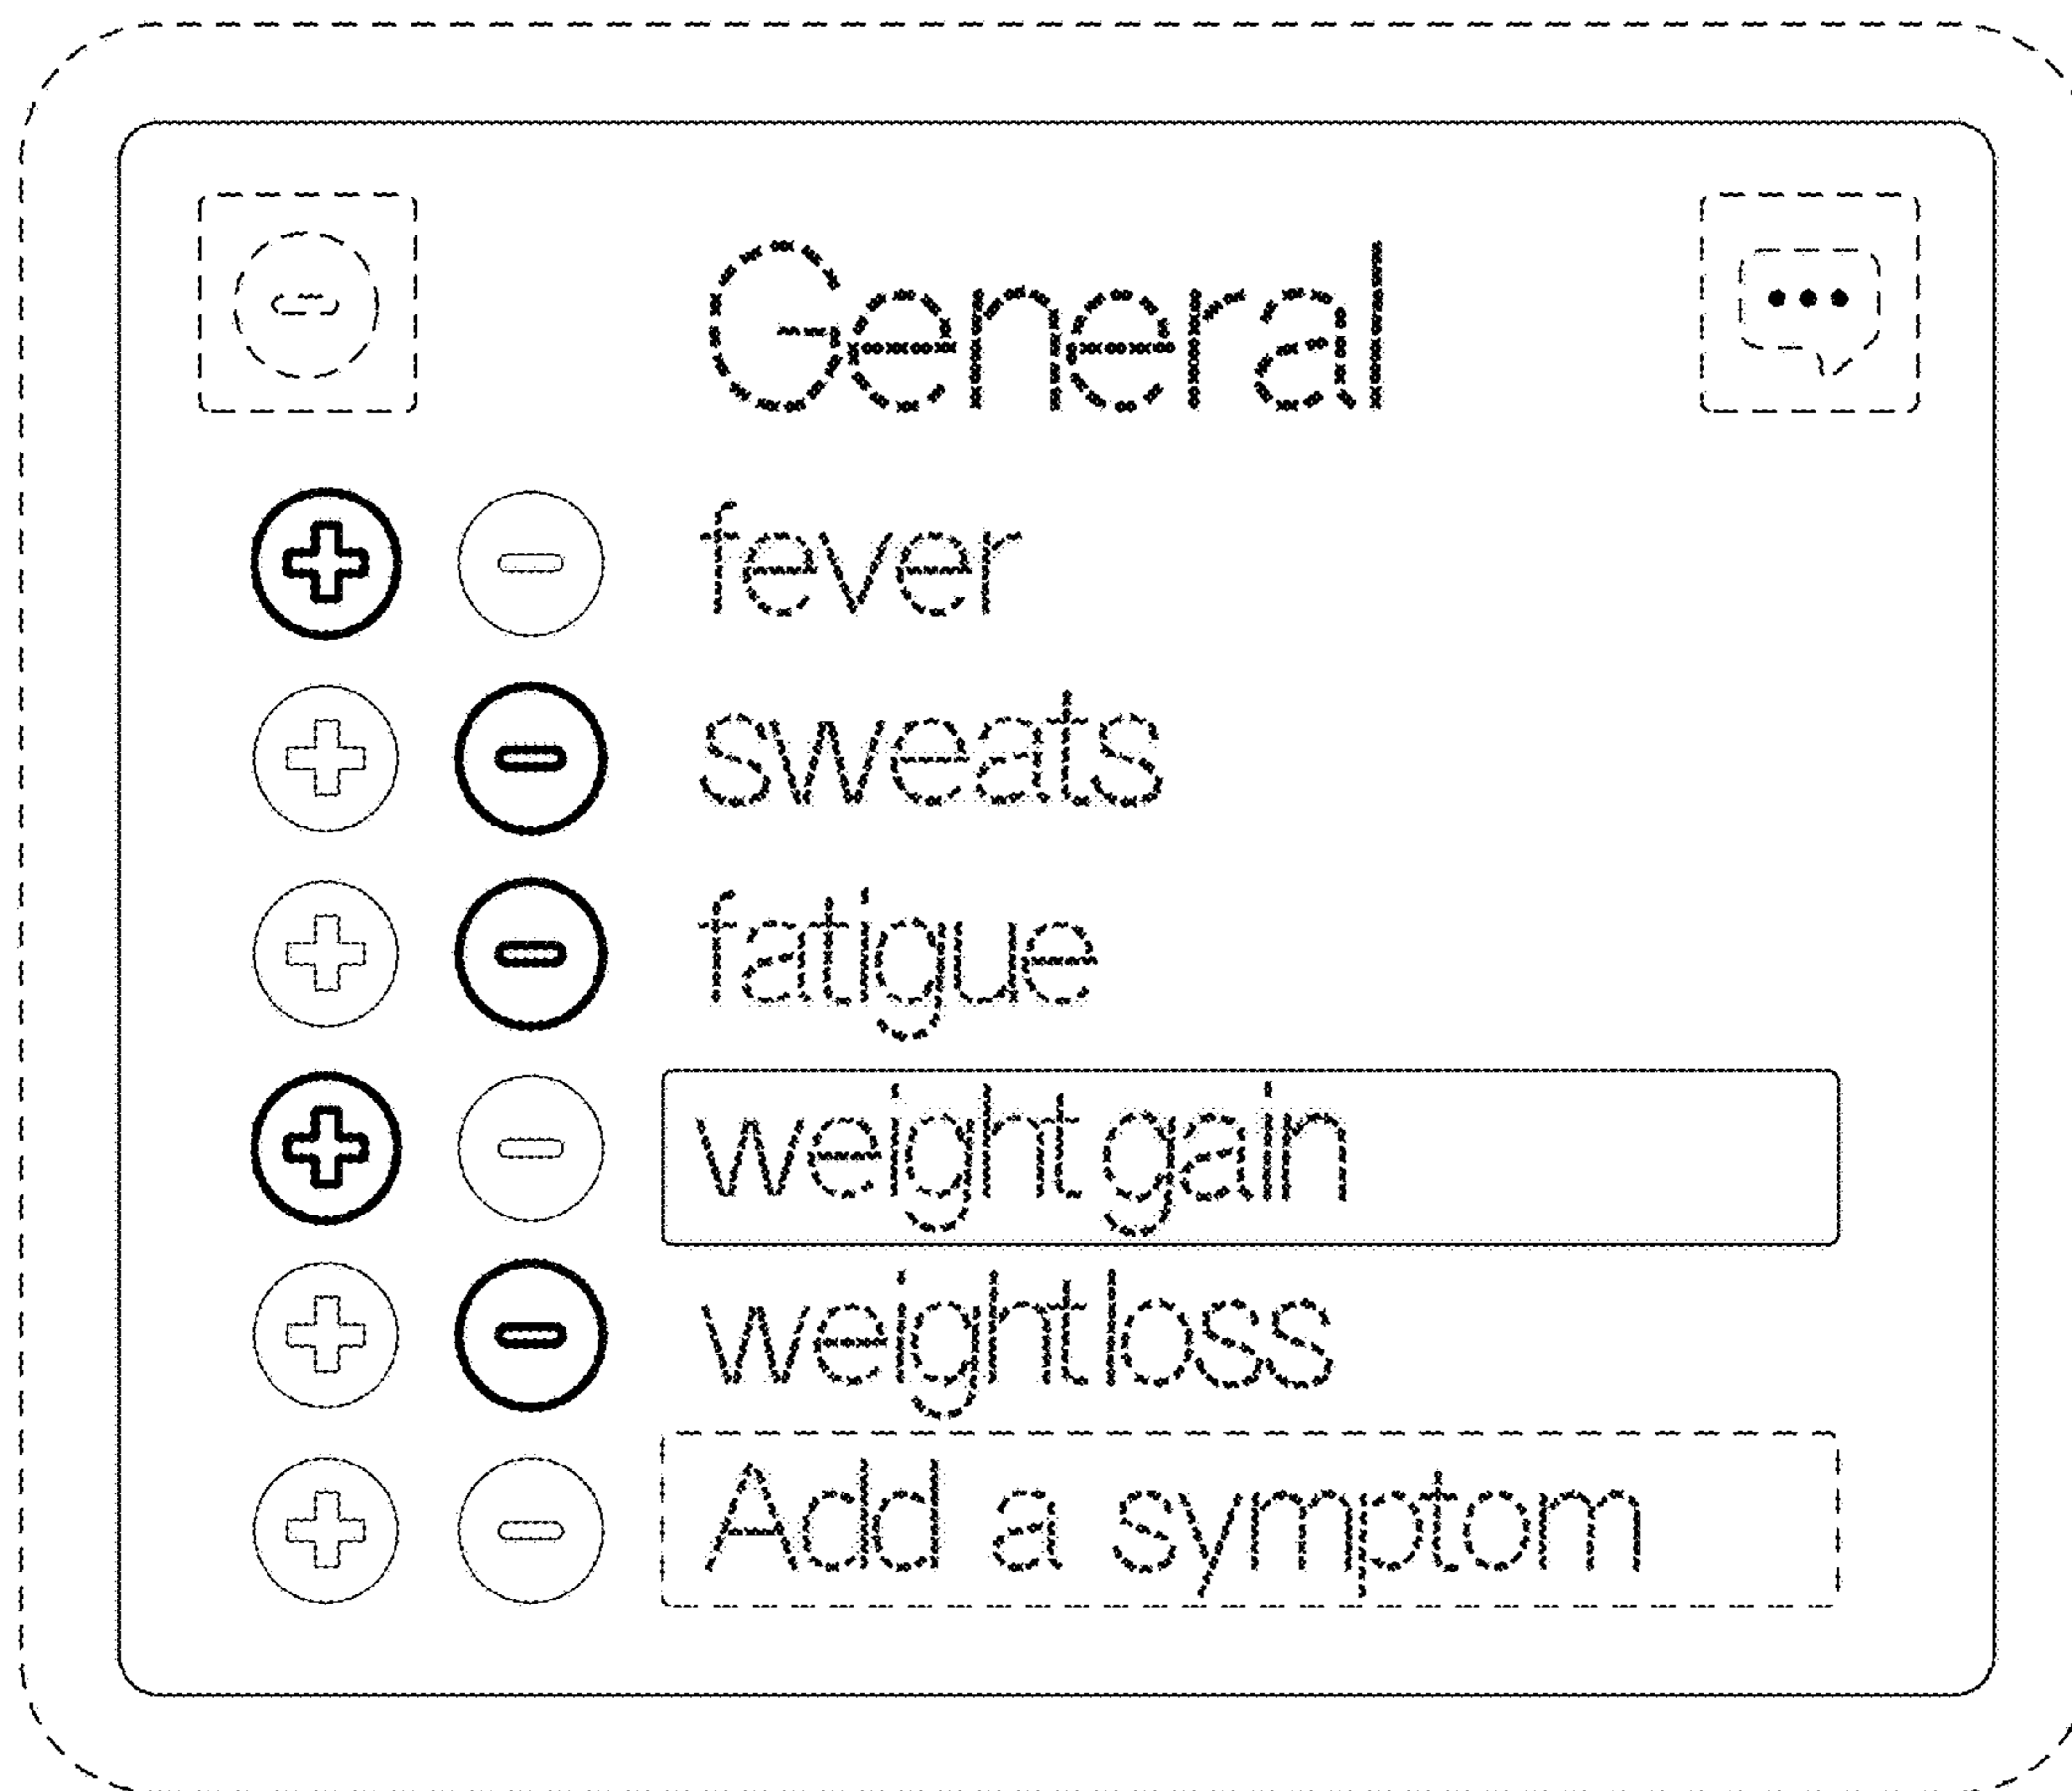 General
fever
sweats
fatigue
weight gain
weight loss
Add a symptom